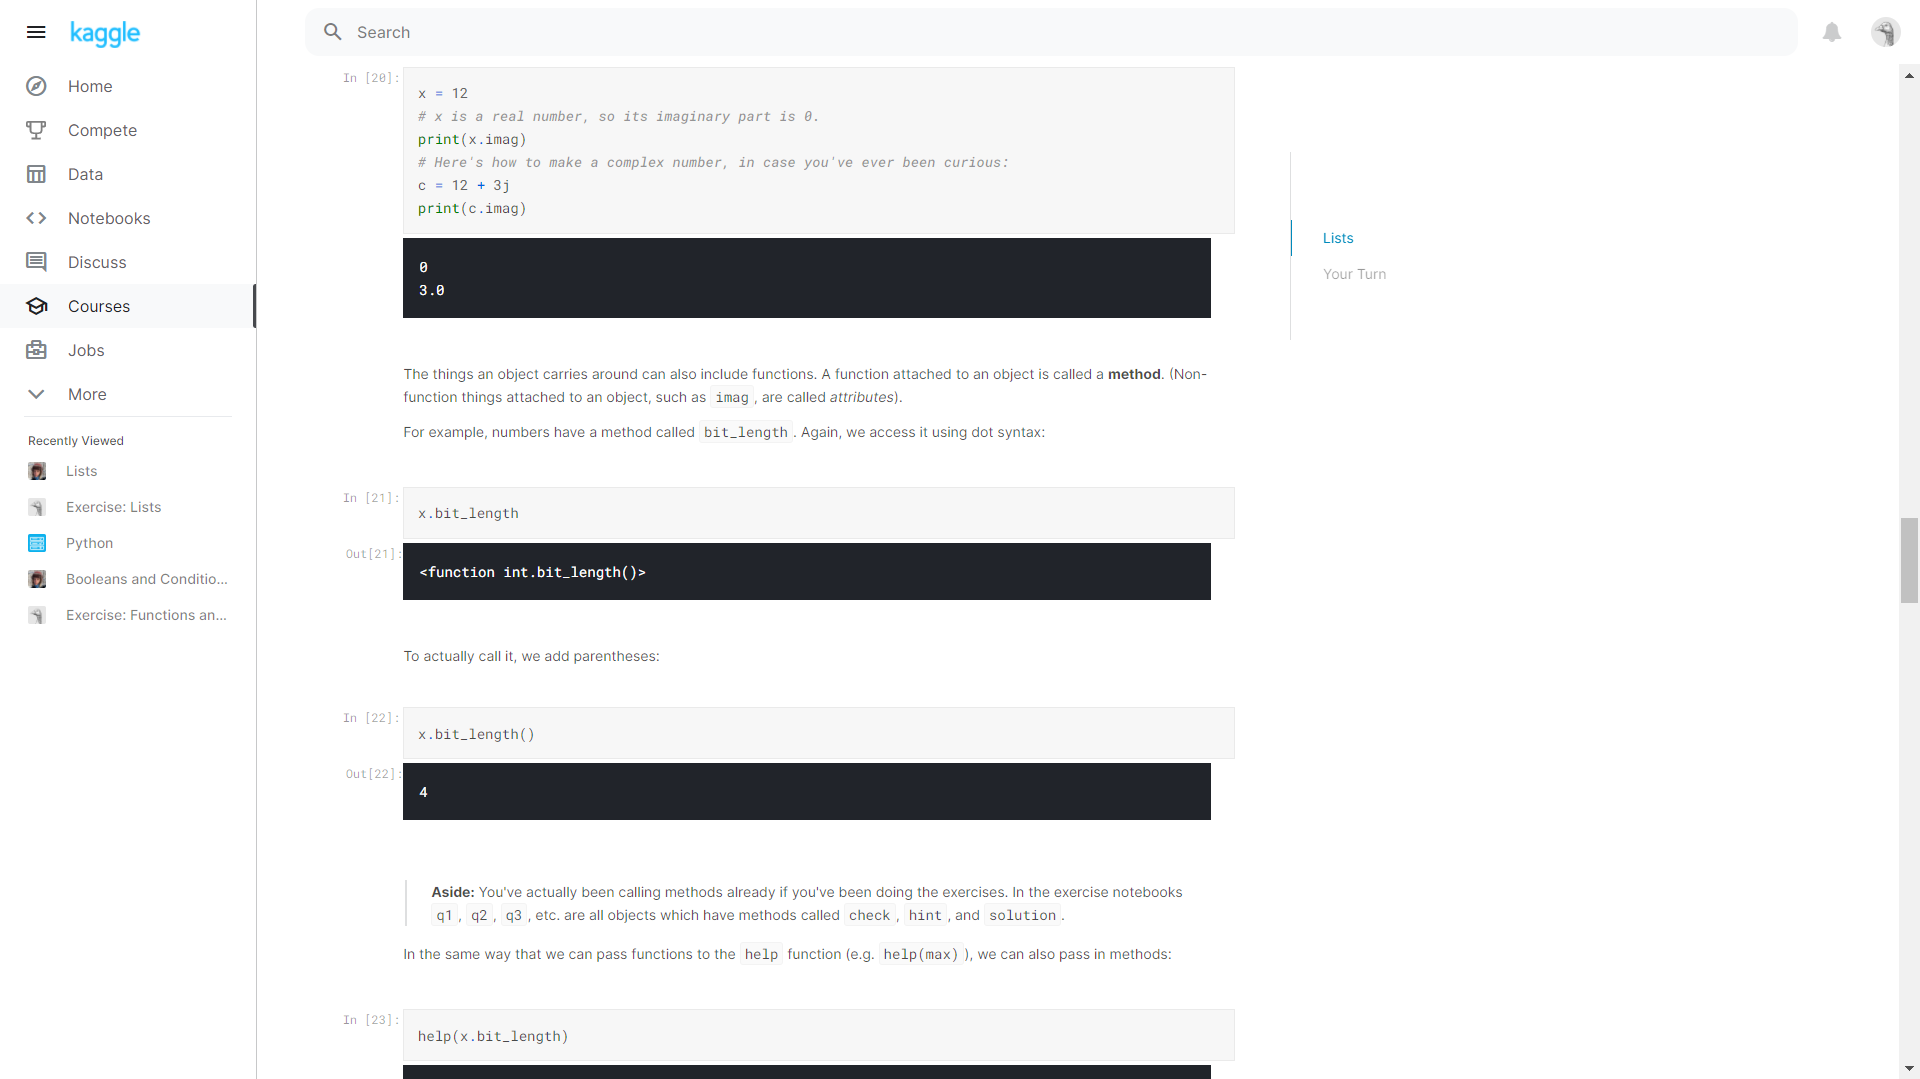 kaggle
Search
Home
Compete
Data
Notebooks
Discuss
Courses
Jobs
More
Recently Viewed
Lists
Exercise: Lists
Python
Booleans and Conditio...
Exercise: Functions an...
In [20]:
x = 12
# x is a real number, so its imaginary part is 0.
print(x.imag)
# Here's how to make a complex number, in case you've ever been curious:
c = 12 + 3j
print(c.imag)
0
3.0
The things an object carries around can also include functions. A function attached to an object is called a method. (Non-
function things attached to an object, such as imag , are called attributes).
For example, numbers have a method called bit_length . Again, we access it using dot syntax:
In [21]:
x.bit_length
Out[21]:
<function int.bit_length()>
To actually call it, we add parentheses:
In [22]:
x.bit_length()
Out[22]:
4
Aside: You've actually been calling methods already if you've been doing the exercises. In the exercise notebooks
q1 , q2 , q3 , etc. are all objects which have methods called check , hint , and solution .
In the same way that we can pass functions to the help function (e.g. help(max) ), we can also pass in methods:
In [23]:
help(x.bit_length)
Lists
Your Turn